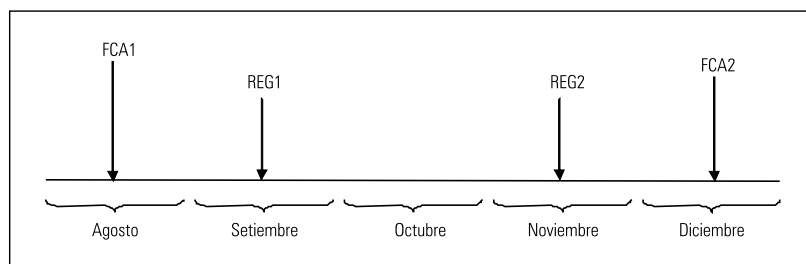 FCA1
REG1
REG2
FCA2
Agosto
Setiembre
Octubre
Noviembre
Diciembre